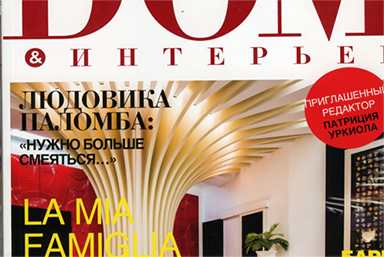 & ИНТЕРЬЕ
ЛЮДОВИКА
ПАЛОМБА:
«НУЖНО БОЛЬШЕ
СМЕЯТЬСЯ...»
ПРИГЛАШЕННЫЙ
РЕДАКТОР
ПАТРИЦИЯ
УРКИОЛА
LA MIA
FAMIGLIA